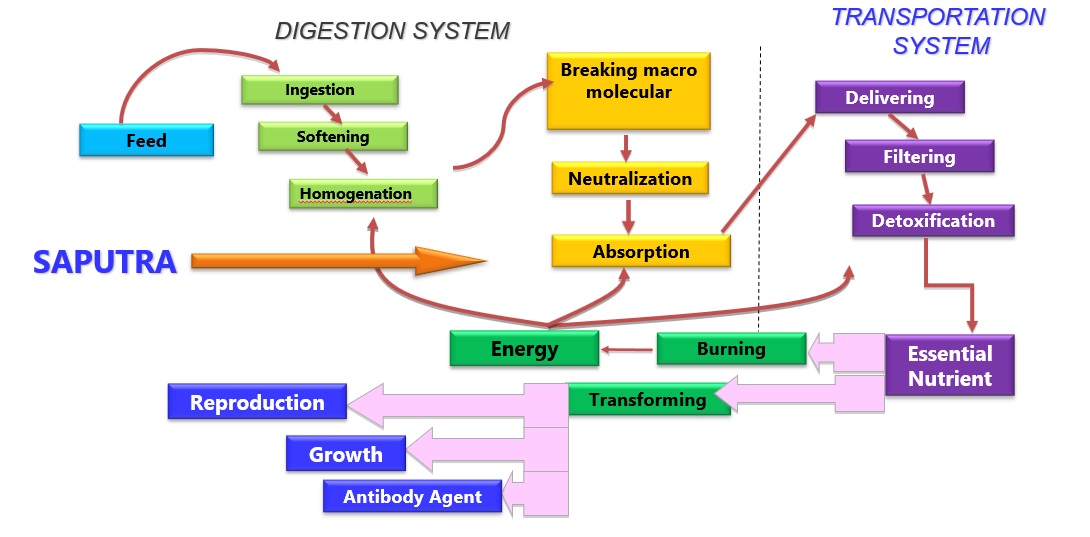 DIGESTION SYSTEM
TRANSPORTATION
SYSTEM
Feed
Ingestion
Softening
Homogenation
Breaking macro
molecular
Neutralization
Absorption
Delivering
Filtering
Detoxification
SAPUTRA
Energy
Burning
Essential
Nutrient
Transforming
Reproduction
Growth
Antibody Agent